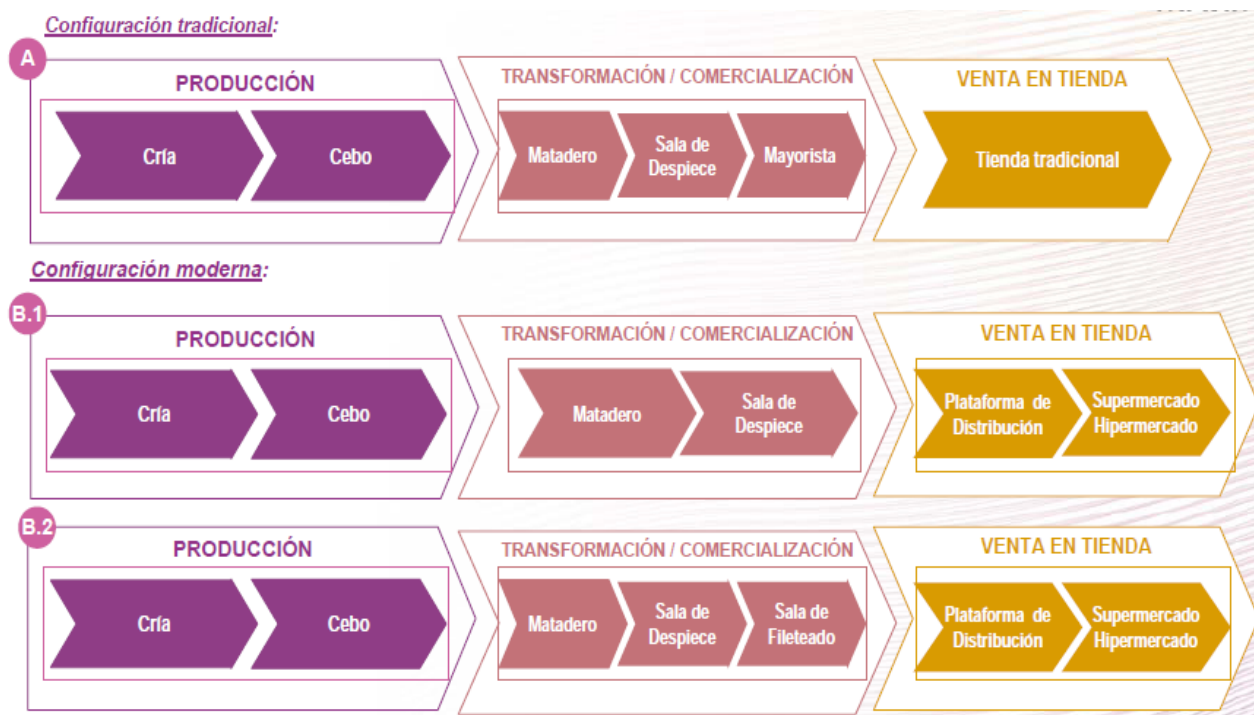 Configuración tradicional:
A
PRODUCCIÓN
TRANSFORMACIÓN / COMERCIALIZACIÓN
VENTA EN TIENDA
Cría
Cebo
Matadero
Sala de
Despiece
Mayorista
Tienda tradicional
Configuración moderna:
B.1
PRODUCCIÓN
TRANSFORMACIÓN / COMERCIALIZACIÓN
VENTA EN TIENDA
Cría
Cebo
Matadero
Sala de
Despiece
Plataforma de
Distribución
Supermercado
Hipermercado
B.2
PRODUCCIÓN
TRANSFORMACIÓN / COMERCIALIZACIÓN
VENTA EN TIENDA
Cría
Cebo
Matadero
Sala de
Despiece
Sala de
Fileteado
Plataforma de
Distribución
Supermercado
Hipermercado